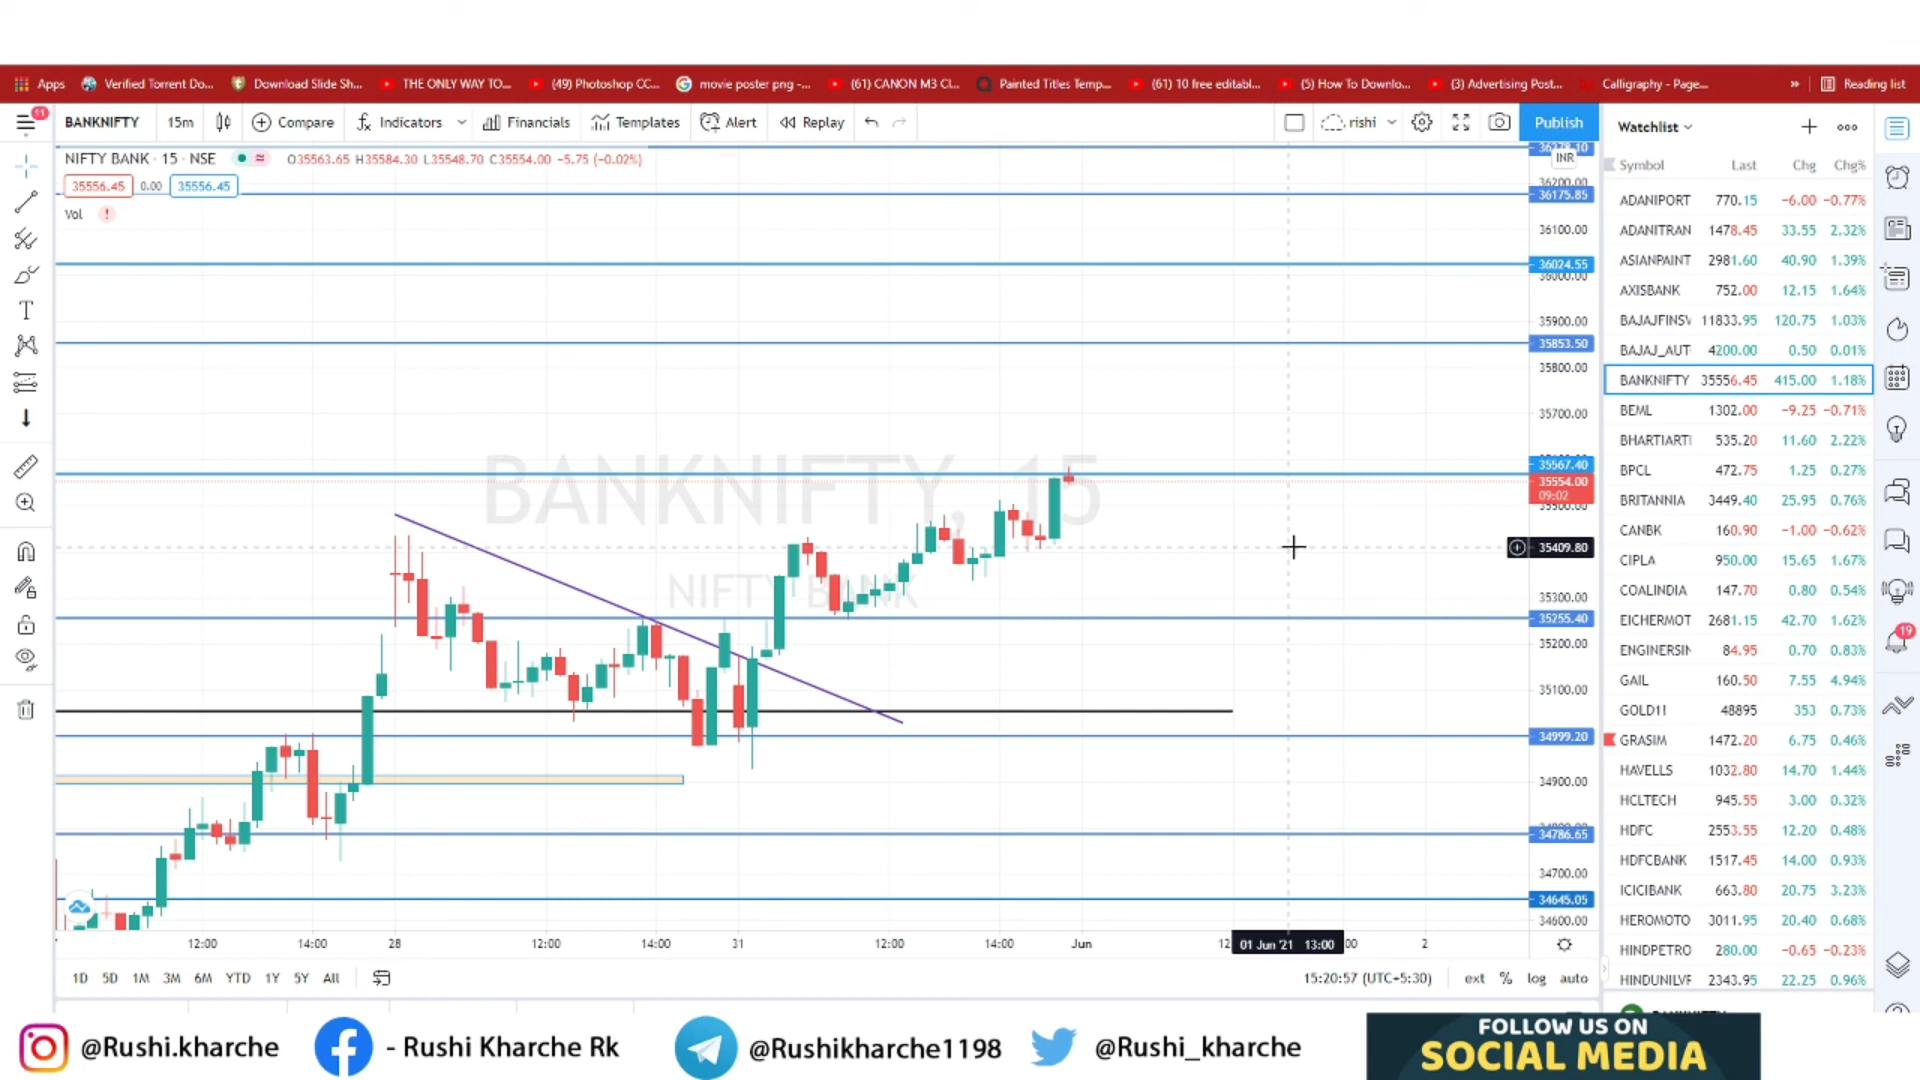 Apps Verified Torrent Do... Download Slide Sh... THE ONLY WAY TO... (49) Photoshop CC... movie poster png -... (61) CANON M3 Cl... Painted Titles Temp... (61) 10 free editabl... (5) How To Downlo... (3) Advertising Post... Calligraphy - Page... » Reading list
11 BANKNIFTY 15m Compare Indicators Financials Templates Alert Replay rishi Publish
Watchlist
NIFTY BANK · 15 · NSE O35563.65 H35584.30 L35548.70 C35554.00 −5.75 (−0.02%)
35556.45 0.00 35556.45
Vol !
BANKNIFTY, 15
NIFTY BANK
INR
36200.00
36175.85
36100.00
36024.55
36000.00
35900.00
35853.50
35800.00
35700.00
35567.40
35554.00
09:02
35500.00
35409.80
35300.00
35255.40
35200.00
35100.00
34999.20
34900.00
34786.65
34700.00
34645.05
34600.00
12:00 14:00 28 12:00 14:00 31 12:00 14:00 Jun 12 01 Jun '21 13:00 :00 2
1D 5D 1M 3M 6M YTD 1Y 5Y All 15:20:57 (UTC+5:30) ext % log auto
Symbol Last Chg Chg%
ADANIPORT 770.15 −6.00 −0.77%
ADANITRAN 1478.45 33.55 2.32%
ASIANPAINT 2981.60 40.90 1.39%
AXISBANK 752.00 12.15 1.64%
BAJAJFINSV 11833.95 120.75 1.03%
BAJAJ_AUT 4200.00 0.50 0.01%
BANKNIFTY 35556.45 415.00 1.18%
BEML 1302.00 −9.25 −0.71%
BHARTIARTI 535.20 11.60 2.22%
BPCL 472.75 1.25 0.27%
BRITANNIA 3449.40 25.95 0.76%
CANBK 160.90 −1.00 −0.62%
CIPLA 950.00 15.65 1.67%
COALINDIA 147.70 0.80 0.54%
EICHERMOT 2681.15 42.70 1.62%
ENGINERSIN 84.95 0.70 0.83%
GAIL 160.50 7.55 4.94%
GOLD1! 48895 353 0.73%
GRASIM 1472.20 6.75 0.46%
HAVELLS 1032.80 14.70 1.44%
HCLTECH 945.55 3.00 0.32%
HDFC 2553.55 12.20 0.48%
HDFCBANK 1517.45 14.00 0.93%
ICICIBANK 663.80 20.75 3.23%
HEROMOTO 3011.95 20.40 0.68%
HINDPETRO 280.00 −0.65 −0.23%
HINDUNILVF 2343.95 22.25 0.96%
19
@Rushi.kharche - Rushi Kharche Rk @Rushikharche1198 @Rushi_kharche
FOLLOW US ON
SOCIAL MEDIA